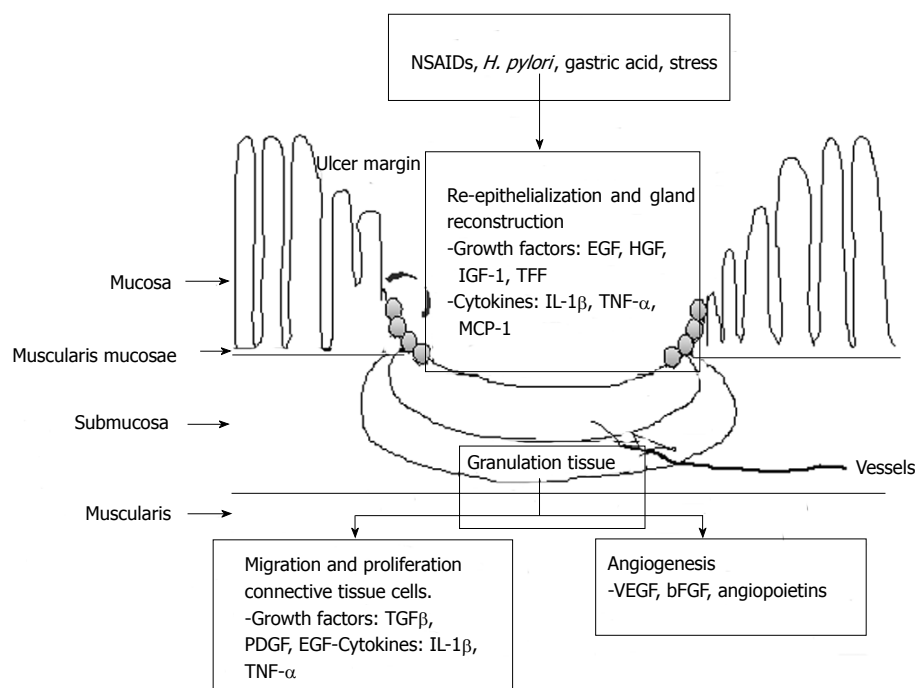 NSAIDs, H. pylori, gastric acid, stress
Ulcer margin
Re-epithelialization and gland
reconstruction
-Growth factors: EGF, HGF,
IGF-1, TFF
-Cytokines: IL-1β, TNF-α,
MCP-1
Mucosa
Muscularis mucosae
Submucosa
Granulation tissue
Vessels
Muscularis
Migration and proliferation
connective tissue cells.
-Growth factors: TGFβ,
PDGF, EGF-Cytokines: IL-1β,
TNF-α
Angiogenesis
-VEGF, bFGF, angiopoietins